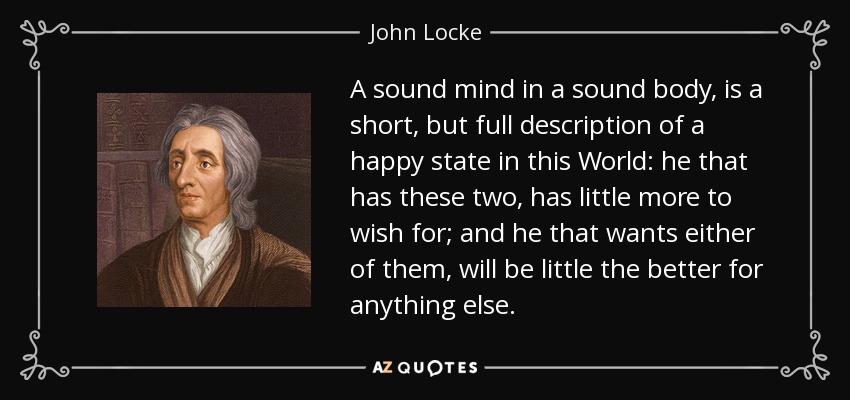 John Locke
A sound mind in a sound body, is a
short, but full description of a
happy state in this World: he that
has these two, has little more to
wish for; and he that wants either
of them, will be little the better for
anything else.
AZ QUOTES